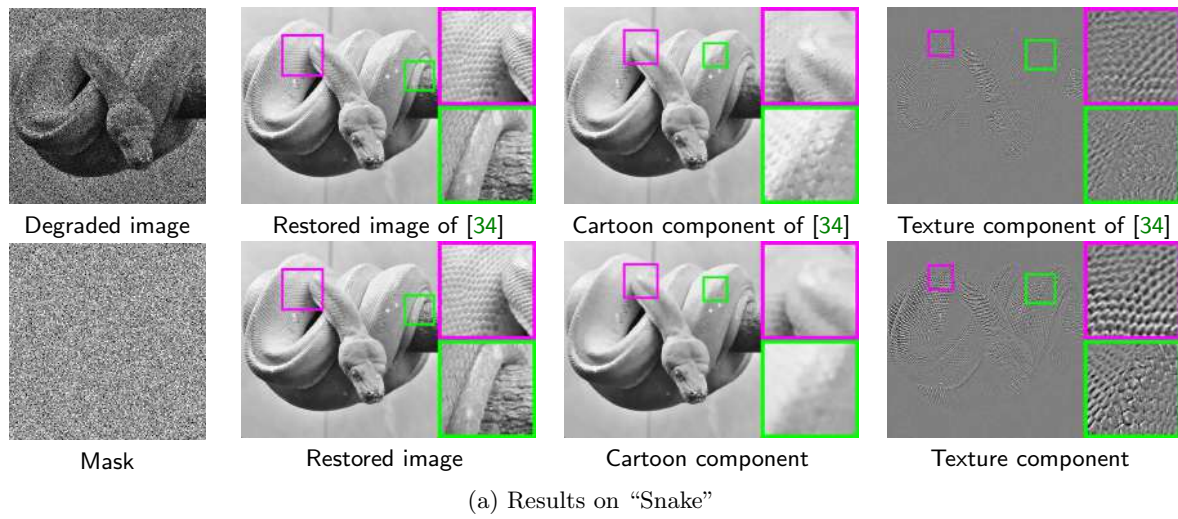 Degraded image
Restored image of [34]
Cartoon component of [34]
Texture component of [34]
Mask
Restored image
Cartoon component
Texture component
(a) Results on “Snake”